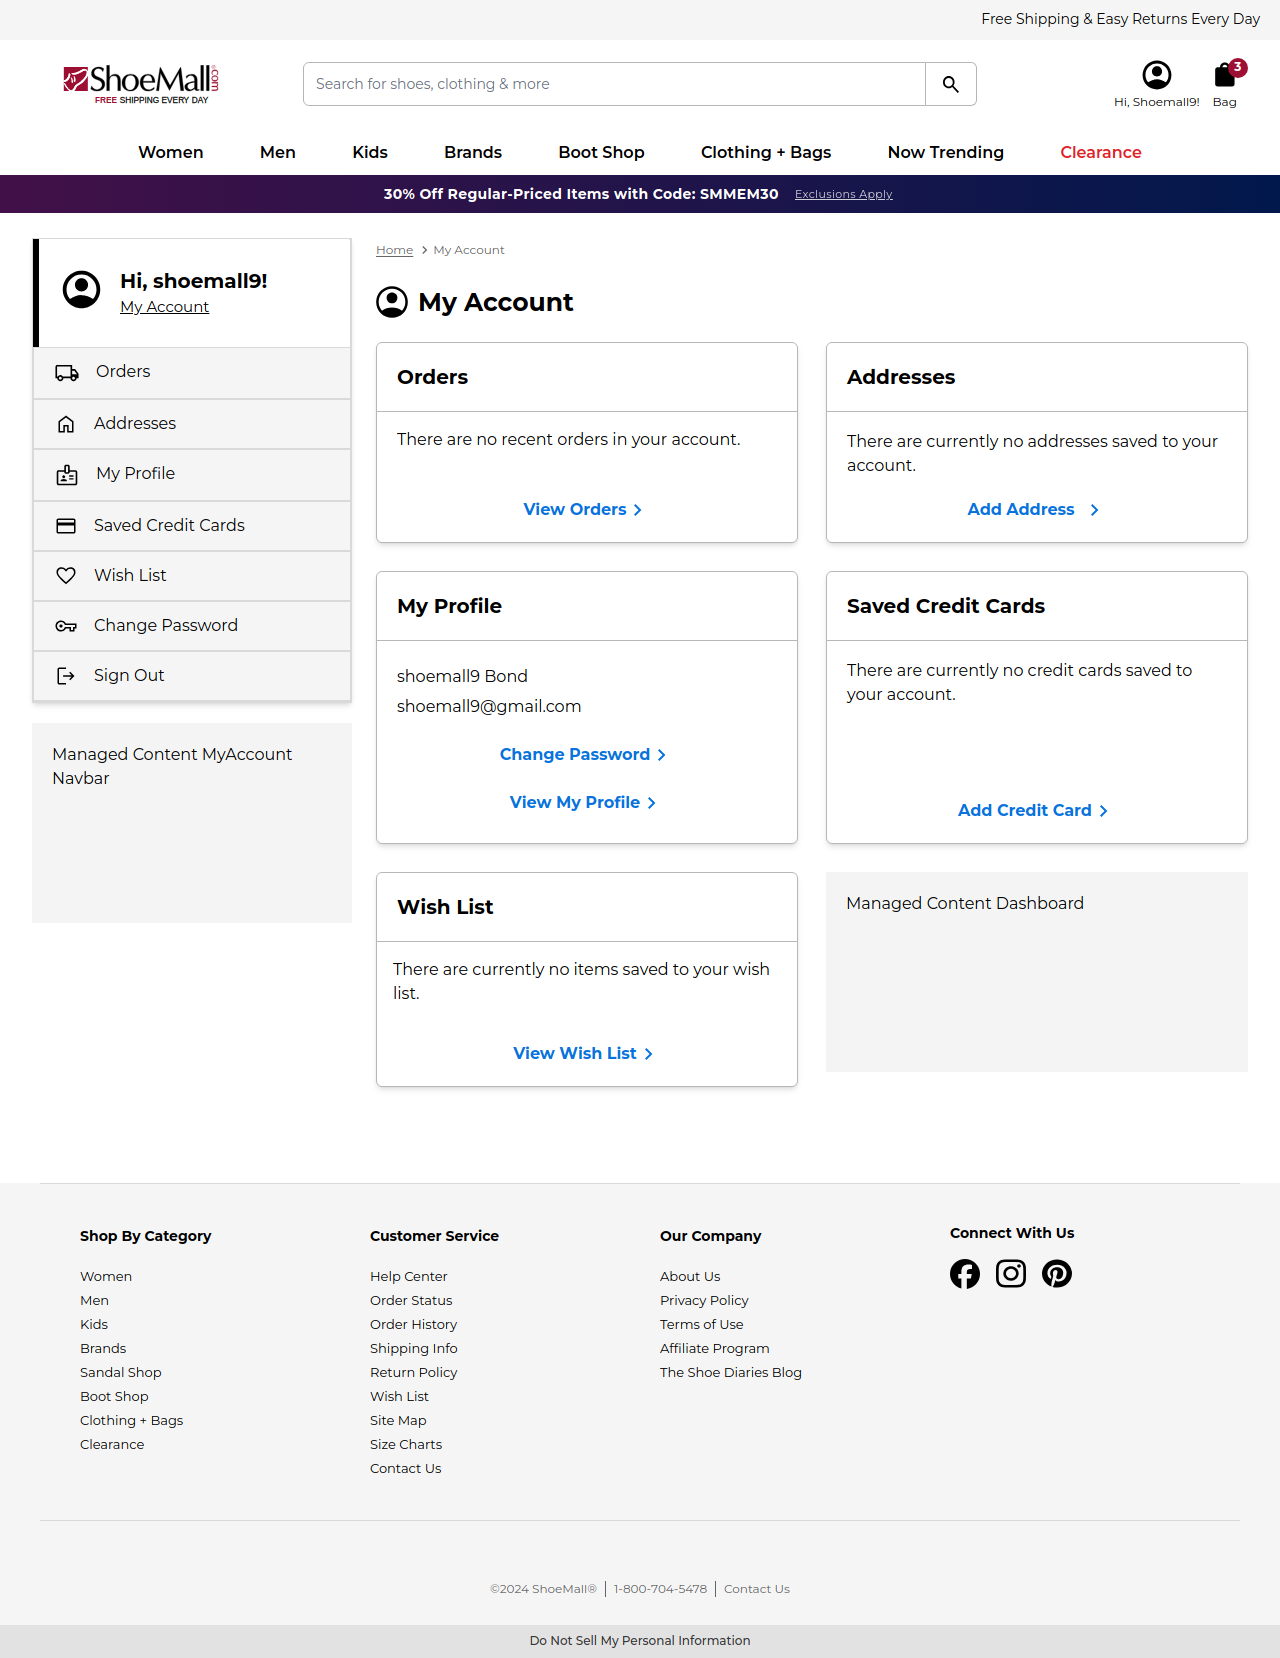 Free Shipping & Easy Returns Every Day
ShoeMall.com
FREE SHIPPING EVERY DAY
Search for shoes, clothing & more
3
Hi, Shoemall9!
Bag
Women
Men
Kids
Brands
Boot Shop
Clothing + Bags
Now Trending
Clearance
30% Off Regular-Priced Items with Code: SMMEM30
Exclusions Apply
Hi, shoemall9!
My Account
Orders
Addresses
My Profile
Saved Credit Cards
Wish List
Change Password
Sign Out
Managed Content MyAccount
Navbar
Home > My Account
My Account
Orders
There are no recent orders in your account.
View Orders
Addresses
There are currently no addresses saved to your
account.
Add Address
My Profile
shoemall9 Bond
shoemall9@gmail.com
Change Password
View My Profile
Saved Credit Cards
There are currently no credit cards saved to
your account.
Add Credit Card
Wish List
There are currently no items saved to your wish
list.
View Wish List
Managed Content Dashboard
Shop By Category
Women
Men
Kids
Brands
Sandal Shop
Boot Shop
Clothing + Bags
Clearance
Customer Service
Help Center
Order Status
Order History
Shipping Info
Return Policy
Wish List
Site Map
Size Charts
Contact Us
Our Company
About Us
Privacy Policy
Terms of Use
Affiliate Program
The Shoe Diaries Blog
Connect With Us
©2024 ShoeMall® | 1-800-704-5478 | Contact Us
Do Not Sell My Personal Information